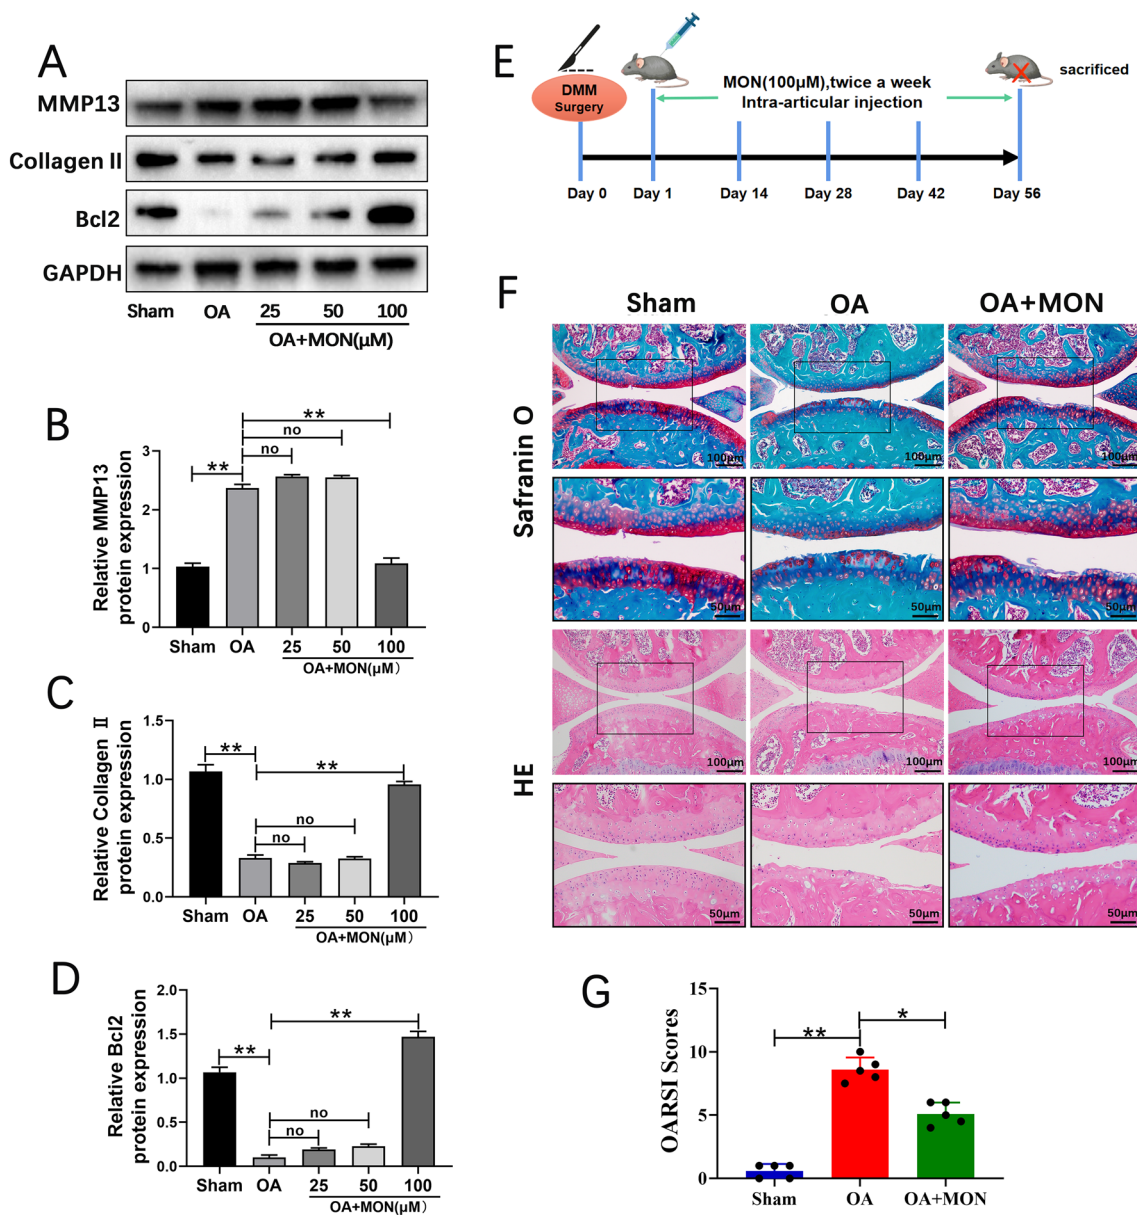 A
MMP13
Collagen II
Bcl2
GAPDH
Sham OA 25 50 100
OA+MON(μM)
B
Relative MMP13
protein expression
3
2
1
0
** no no **
Sham OA 25 50 100
OA+MON(μM)
C
Relative Collagen II
protein expression
1.5
1.0
0.5
0.0
** no no **
Sham OA 25 50 100
OA+MON(μM)
D
Relative Bcl2
protein expression
1.5
1.0
0.5
0.0
** no no **
Sham OA 25 50 100
OA+MON(μM)
E
DMM
Surgery
MON(100μM),twice a week
Intra-articular injection
sacrificed
Day 0 Day 1 Day 14 Day 28 Day 42 Day 56
F
Sham OA OA+MON
Safranin O
100μm 100μm 100μm
50μm 50μm 50μm
HE
100μm 100μm 100μm
50μm 50μm 50μm
G
OARSI Scores
15
10
5
0
** *
Sham OA OA+MON